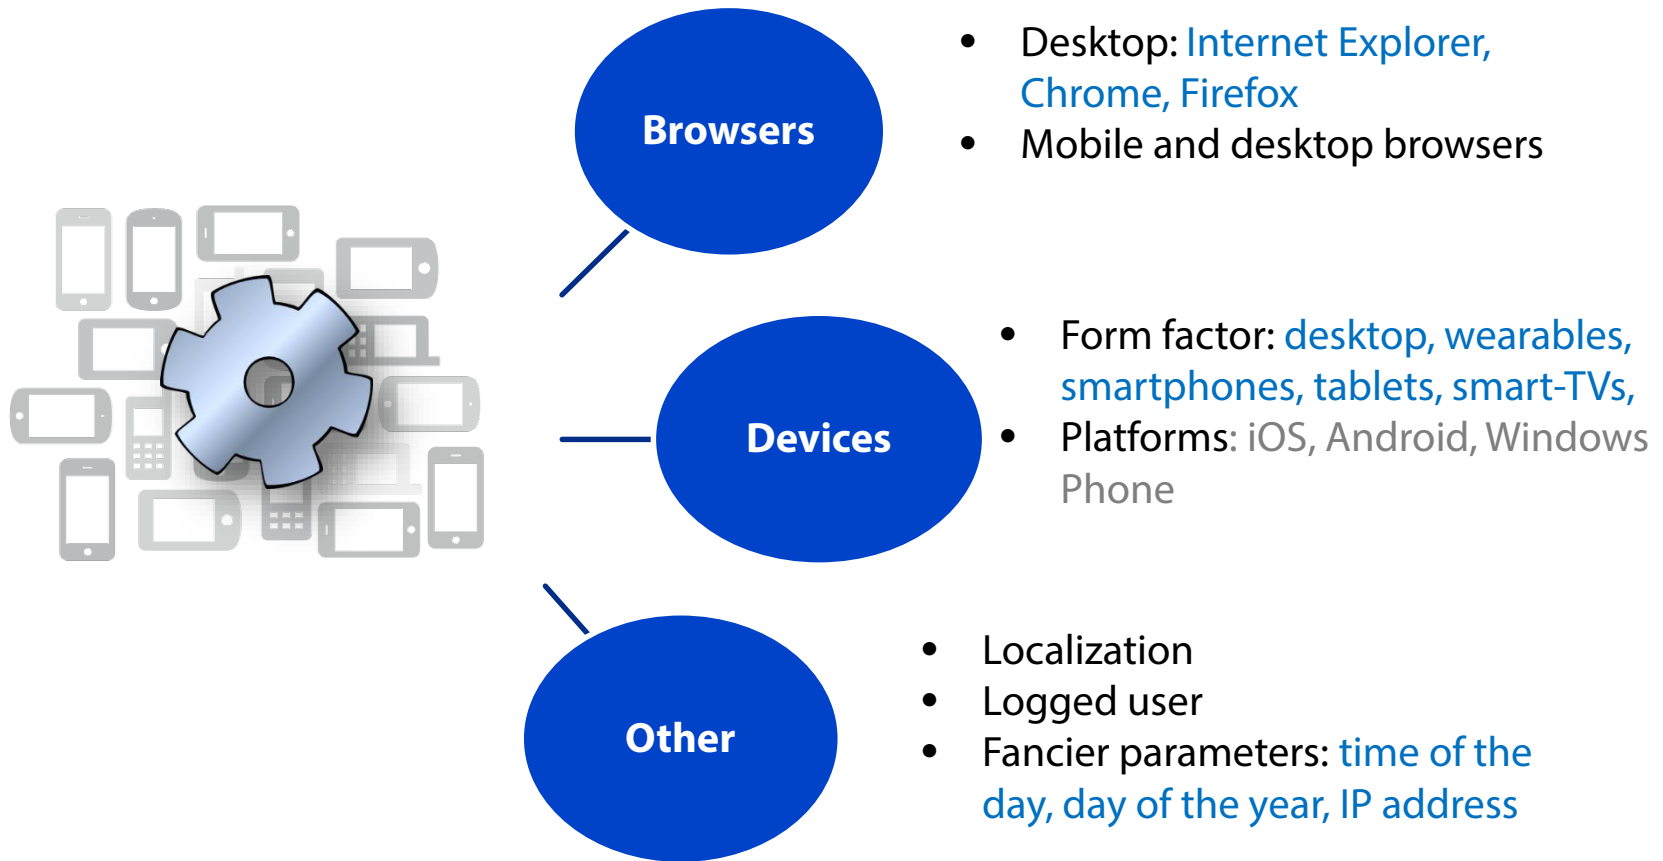 Browsers
• Desktop: Internet Explorer,
Chrome, Firefox
• Mobile and desktop browsers
Devices
• Form factor: desktop, wearables,
smartphones, tablets, smart-TVs,
• Platforms: iOS, Android, Windows
Phone
Other
• Localization
• Logged user
• Fancier parameters: time of the
day, day of the year, IP address